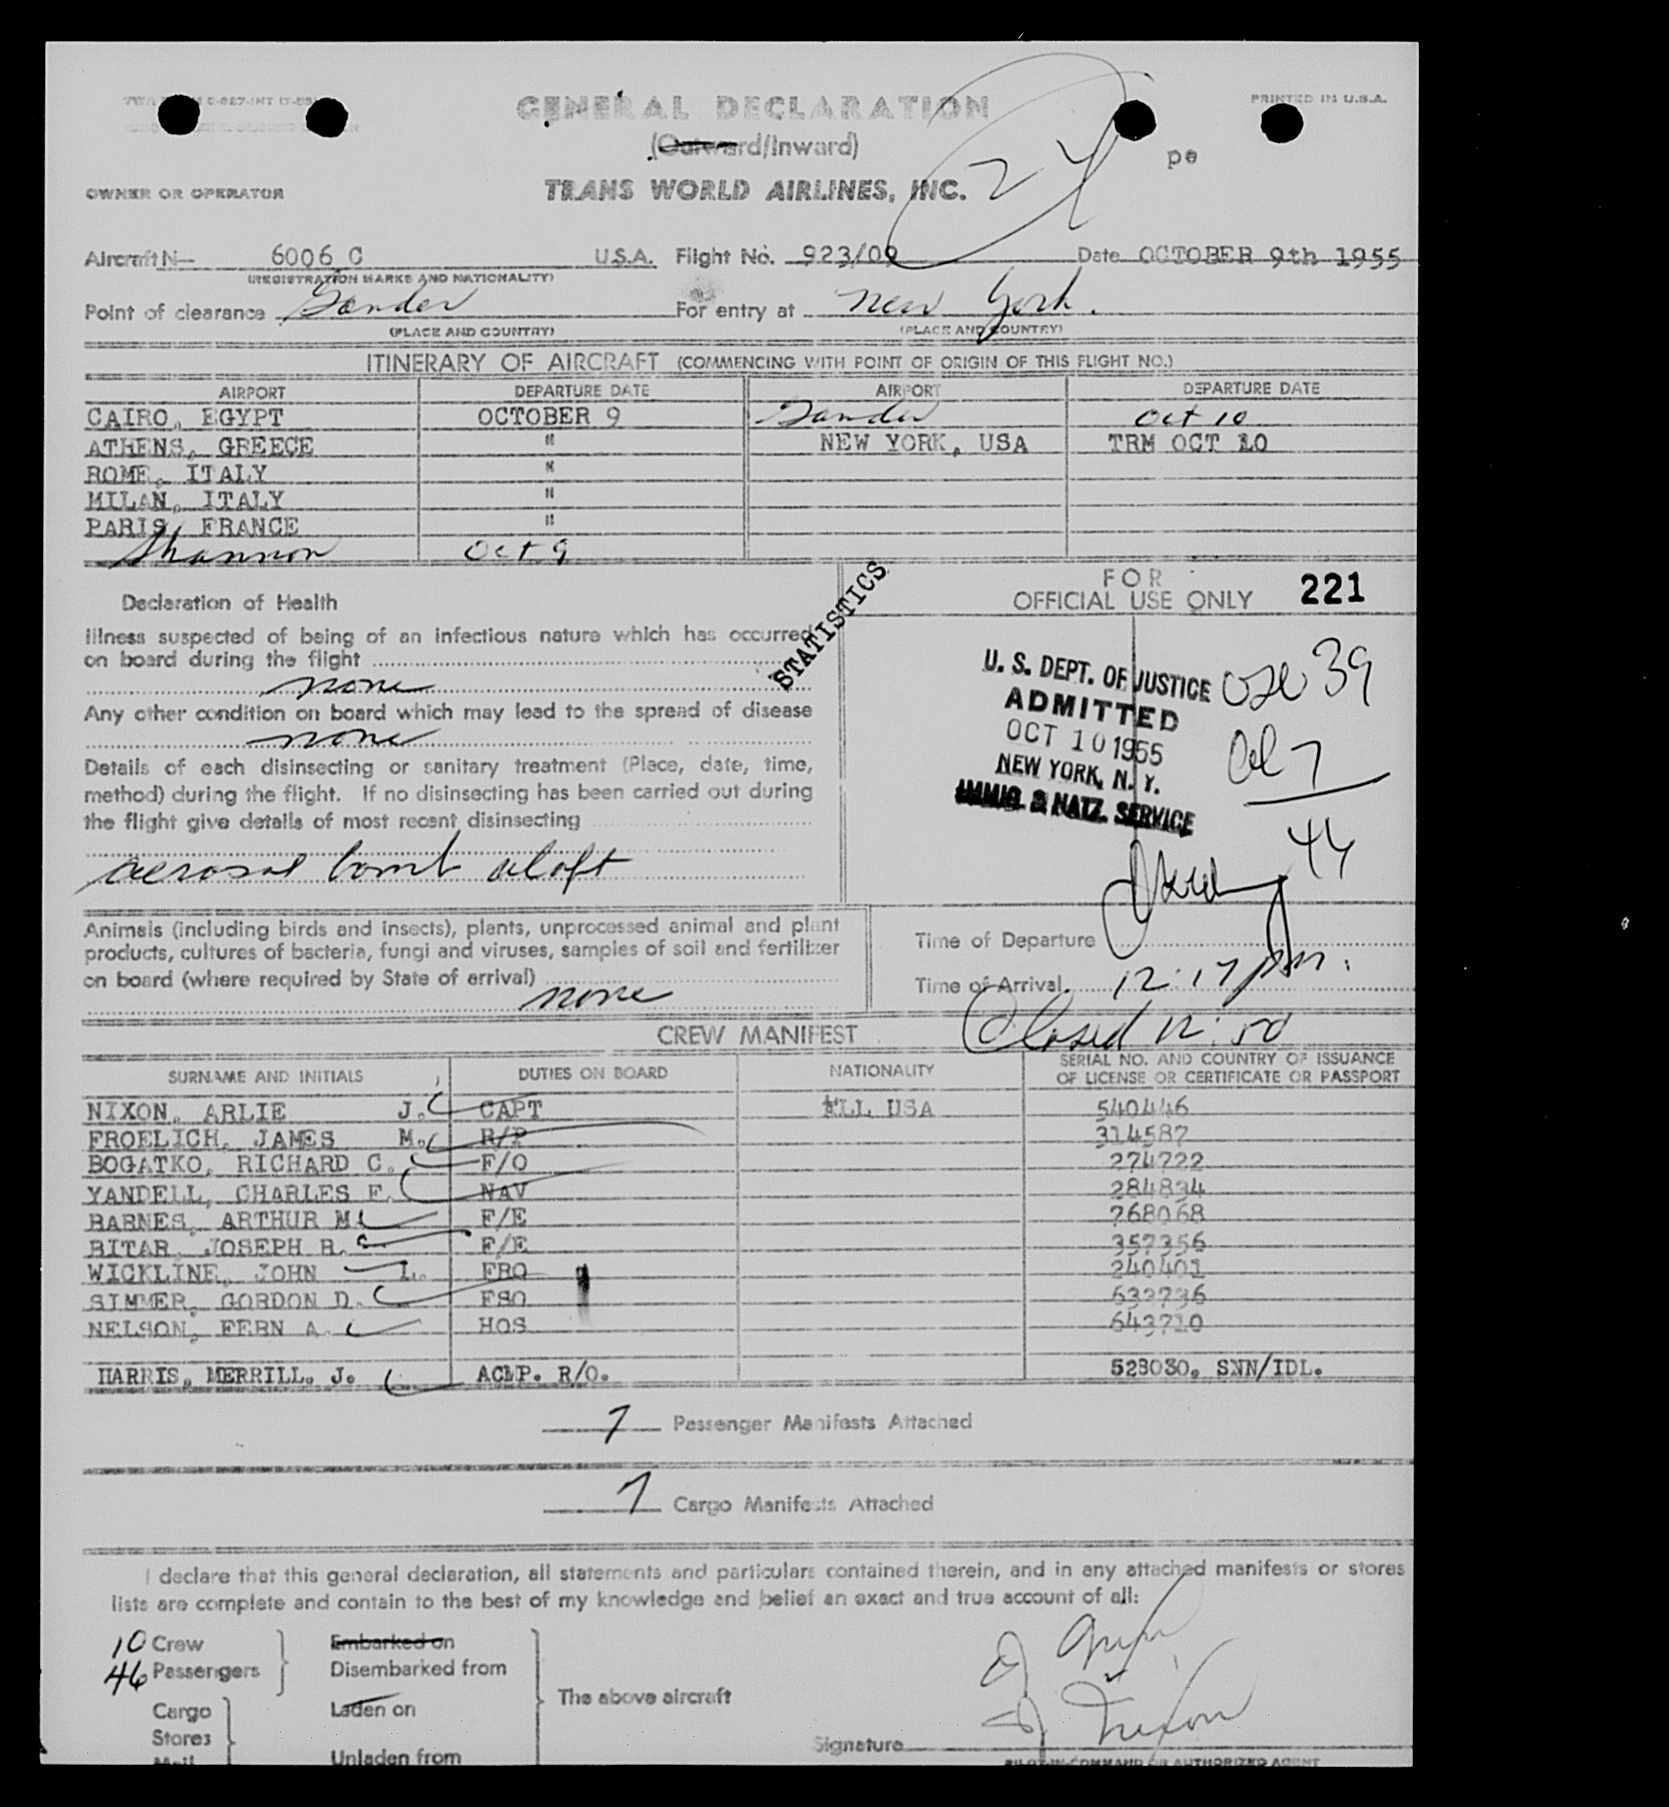 GENERAL DECLARATION
PRINTED IN U.S.A.
(Outward/Inward)
24
pe
OWNER OR OPERATOR
TRANS WORLD AIRLINES, INC.
Aircraft N— 6006 C U.S.A. Flight No. 923/09 Date OCTOBER 9th 1955
(REGISTRATION MARKS AND NATIONALITY)
Point of clearance Gander For entry at New York.
(PLACE AND COUNTRY) (PLACE AND COUNTRY)
ITINERARY OF AIRCRAFT (COMMENCING WITH POINT OF ORIGIN OF THIS FLIGHT NO.)
AIRPORT DEPARTURE DATE AIRPORT DEPARTURE DATE
CAIRO, EGYPT OCTOBER 9 Gander Oct 10
ATHENS, GREECE " NEW YORK, USA TRM OCT 10
ROME, ITALY "
MILAN, ITALY "
PARIS, FRANCE "
Shannon Oct 9
STATISTICS
FOR
OFFICIAL USE ONLY 221
Declaration of Health
Illness suspected of being of an infectious nature which has occurred
on board during the flight
none
Any other condition on board which may lead to the spread of disease
none
Details of each disinsecting or sanitary treatment (Place, date, time,
method) during the flight. If no disinsecting has been carried out during
the flight give details of most recent disinsecting
aerosol bomb aloft
U. S. DEPT. OF JUSTICE
ADMITTED
OCT 10 1955
NEW YORK, N. Y.
IMMIG. & NATZ. SERVICE
39
7
Animals (including birds and insects), plants, unprocessed animal and plant
products, cultures of bacteria, fungi and viruses, samples of soil and fertilizer
on board (where required by State of arrival)
none
Time of Departure
Time of Arrival 12:17 pm.
Closed 12:50
CREW MANIFEST
SURNAME AND INITIALS DUTIES ON BOARD NATIONALITY SERIAL NO. AND COUNTRY OF ISSUANCE
OF LICENSE OR CERTIFICATE OR PASSPORT
NIXON, ARLIE J. CAPT ALL USA 540446
FROELICH, JAMES M. R/P 314587
BOGATKO, RICHARD C. F/O 274722
YANDELL, CHARLES F. NAV 284834
BARNES, ARTHUR M. F/E 768068
BITAR, JOSEPH R. F/E 357356
WICKLINE, JOHN L. FRO 240401
SIMMER, GORDON D. FSO 633736
NELSON, FERN A. HOS 643710
HARRIS, MERRILL. J. ACMP. R/O. 528030. SNN/IDL.
7 Passenger Manifests Attached
7 Cargo Manifests Attached
I declare that this general declaration, all statements and particulars contained therein, and in any attached manifests or stores
lists are complete and contain to the best of my knowledge and belief an exact and true account of all:
10 Crew Embarked on
46 Passengers Disembarked from
The above aircraft
Cargo Laden on
Stores
Mail Unladen from
Signature
Nixon
PILOT-IN-COMMAND OR AUTHORIZED AGENT